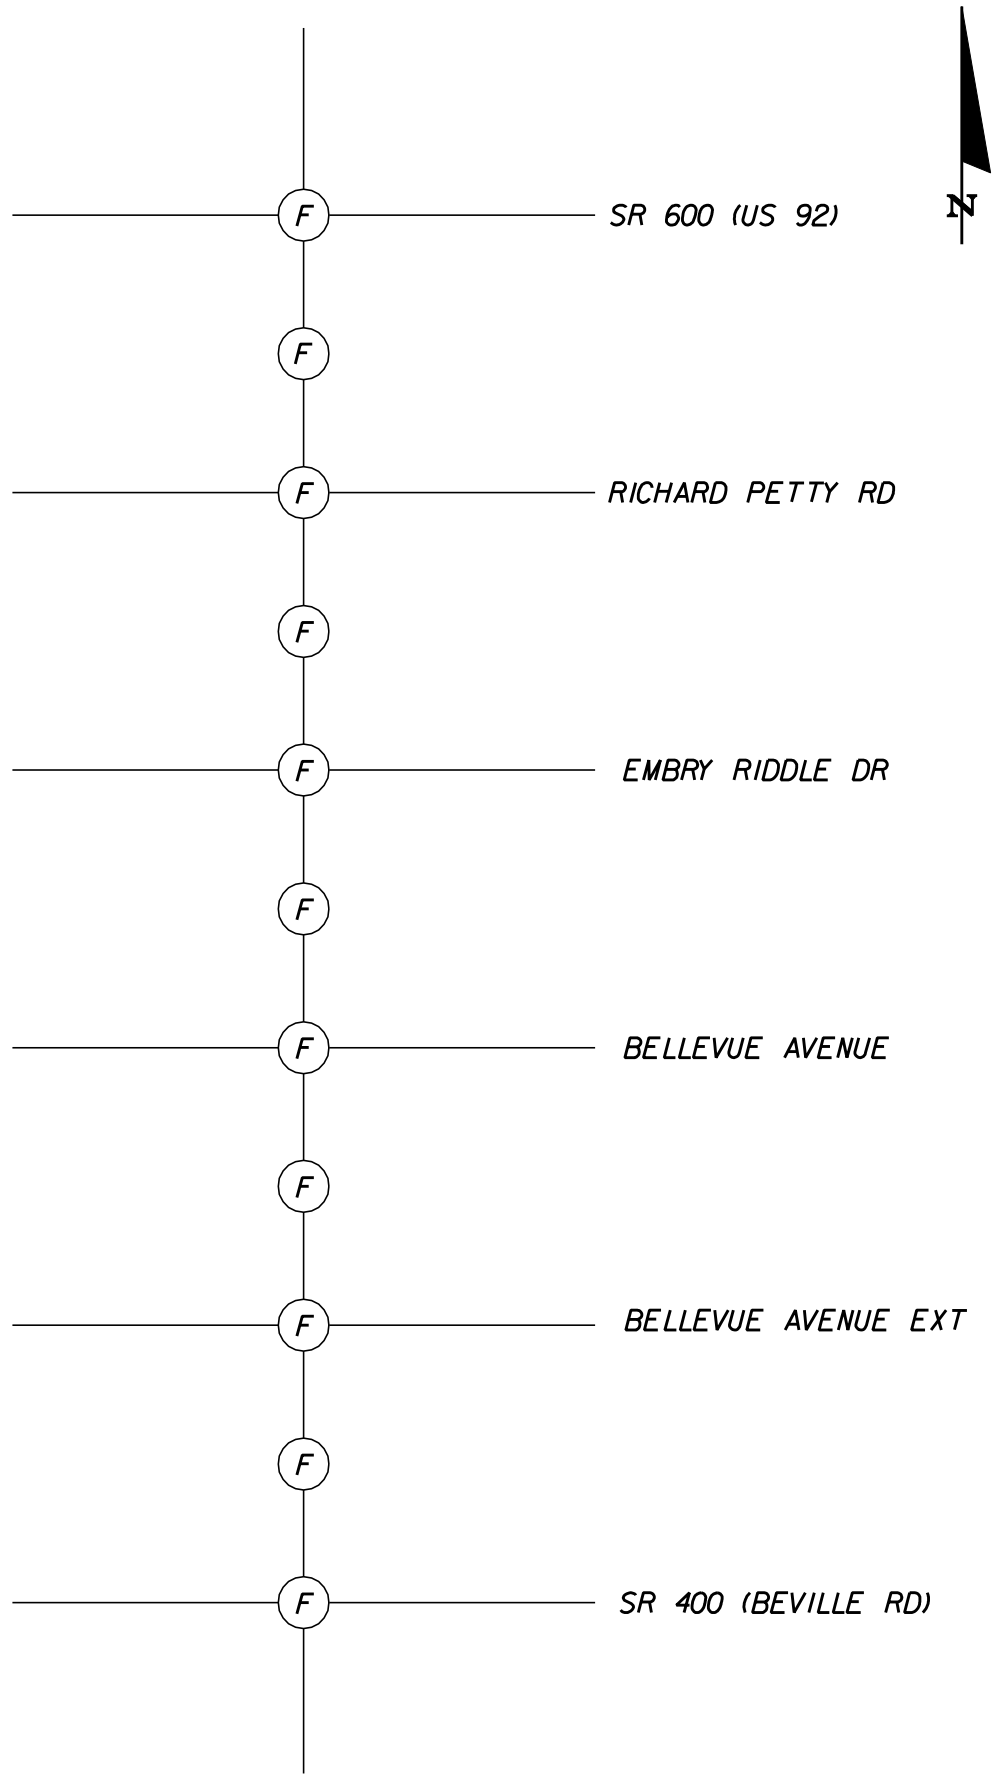 F SR 600 (US 92)
N
F
F RICHARD PETTY RD
F
F EMBRY RIDDLE DR
F
F BELLEVUE AVENUE
F
F BELLEVUE AVENUE EXT
F
F SR 400 (BEVILLE RD)